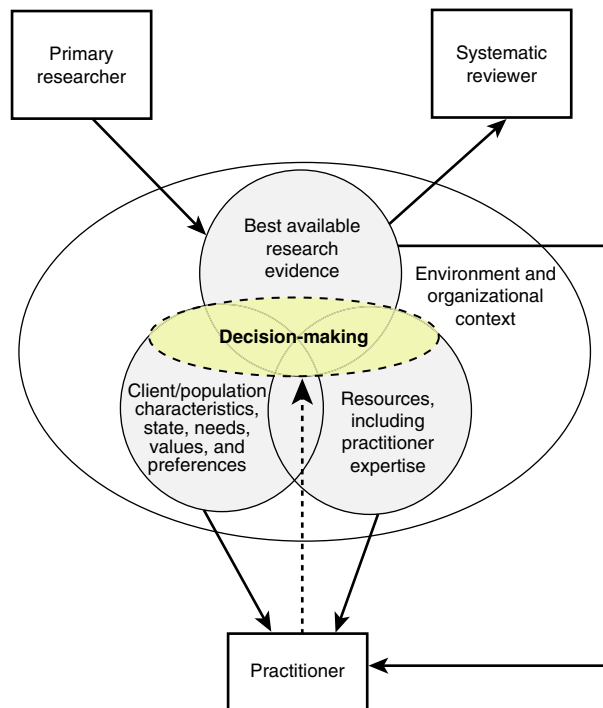 Primary
researcher
Systematic
reviewer
Best available
research
evidence
Environment and
organizational
context
Decision-making
Client/population
characteristics,
state, needs,
values, and
preferences
Resources,
including
practitioner
expertise
Practitioner